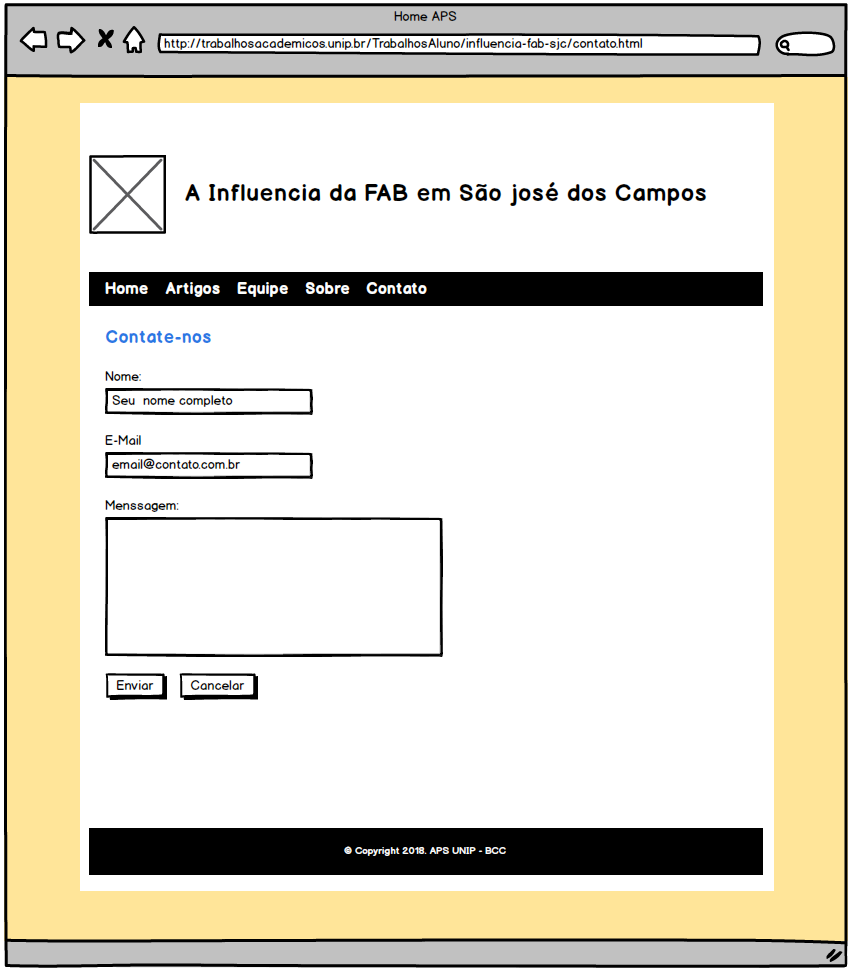 Home APS
http://trabalhosacademicos.unip.br/TrabalhosAluno/influencia-fab-sjc/contato.html
A Influencia da FAB em São josé dos Campos
Home Artigos Equipe Sobre Contato
Contate-nos
Nome:
Seu nome completo
E-Mail
email@contato.com.br
Menssagem:
Enviar Cancelar
© Copyright 2018. APS UNIP - BCC